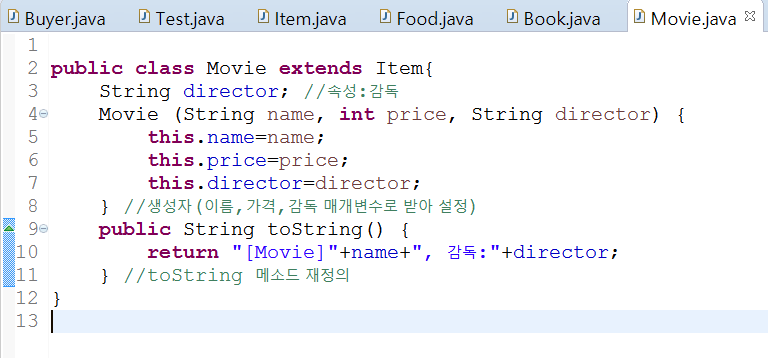 Buyer.java Test.java Item.java Food.java Book.java Movie.java
1
2 public class Movie extends Item{
3 String director; //속성:감독
4 Movie (String name, int price, String director) {
5 this.name=name;
6 this.price=price;
7 this.director=director;
8 } //생성자(이름,가격,감독 매개변수로 받아 설정)
9 public String toString() {
10 return "[Movie]"+name+", 감독:"+director;
11 } //toString 메소드 재정의
12 }
13